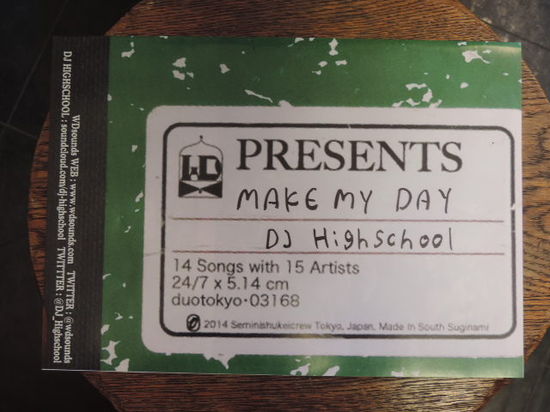 WD PRESENTS
MAKE MY DAY
DJ Highschool
14 Songs with 15 Artists
24/7 x 5.14 cm
duotokyo・03168
2014 Seminishukeicrew Tokyo, Japan, Made In South Suginami
WDsounds WEB : www.wdsounds.com TWITTER : @wdsounds
DJ HIGHSCHOOL : soundcloud.com/dj-highschool TWITTTER : @DJ_Highschool